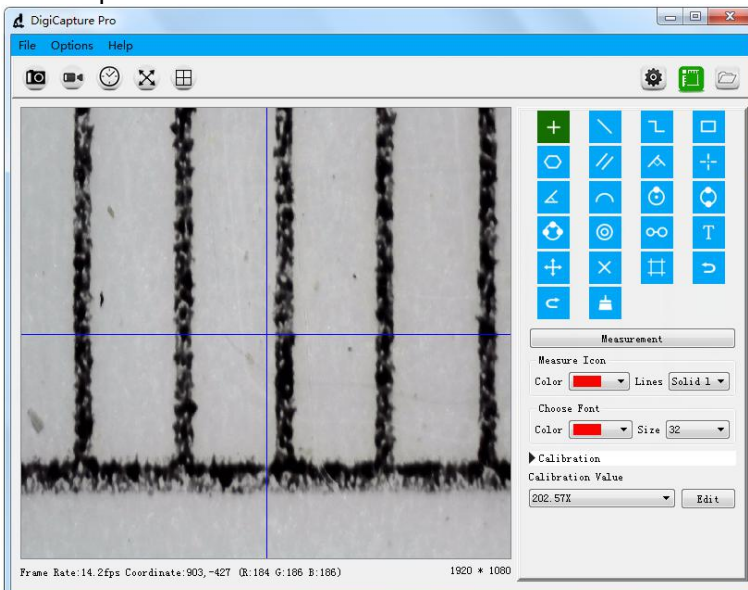 DigiCapture Pro
File Options Help
T
Measurement
Measure Icon
Color Lines Solid 1
Choose Font
Color Size 32
Calibration
Calibration Value
202.57X Edit
Frame Rate:14.2fps Coordinate:903,-427 (R:184 G:186 B:186) 1920 * 1080